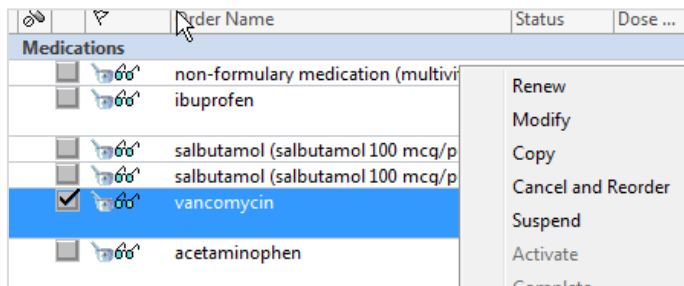 Order Name Status Dose ...
Medications
non-formulary medication (multivi
ibuprofen
salbutamol (salbutamol 100 mcg/p
salbutamol (salbutamol 100 mcg/p
vancomycin
acetaminophen
Renew
Modify
Copy
Cancel and Reorder
Suspend
Activate
Complete